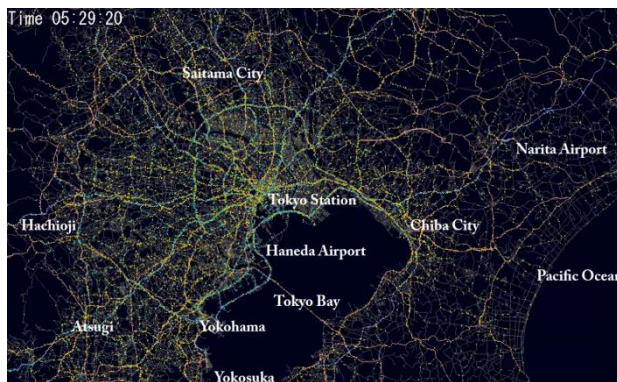 Time 05:29:20
Saitama City
Narita Airport
Tokyo Station
Hachioji
Chiba City
Haneda Airport
Pacific Ocean
Tokyo Bay
Atsugi
Yokohama
Yokosuka